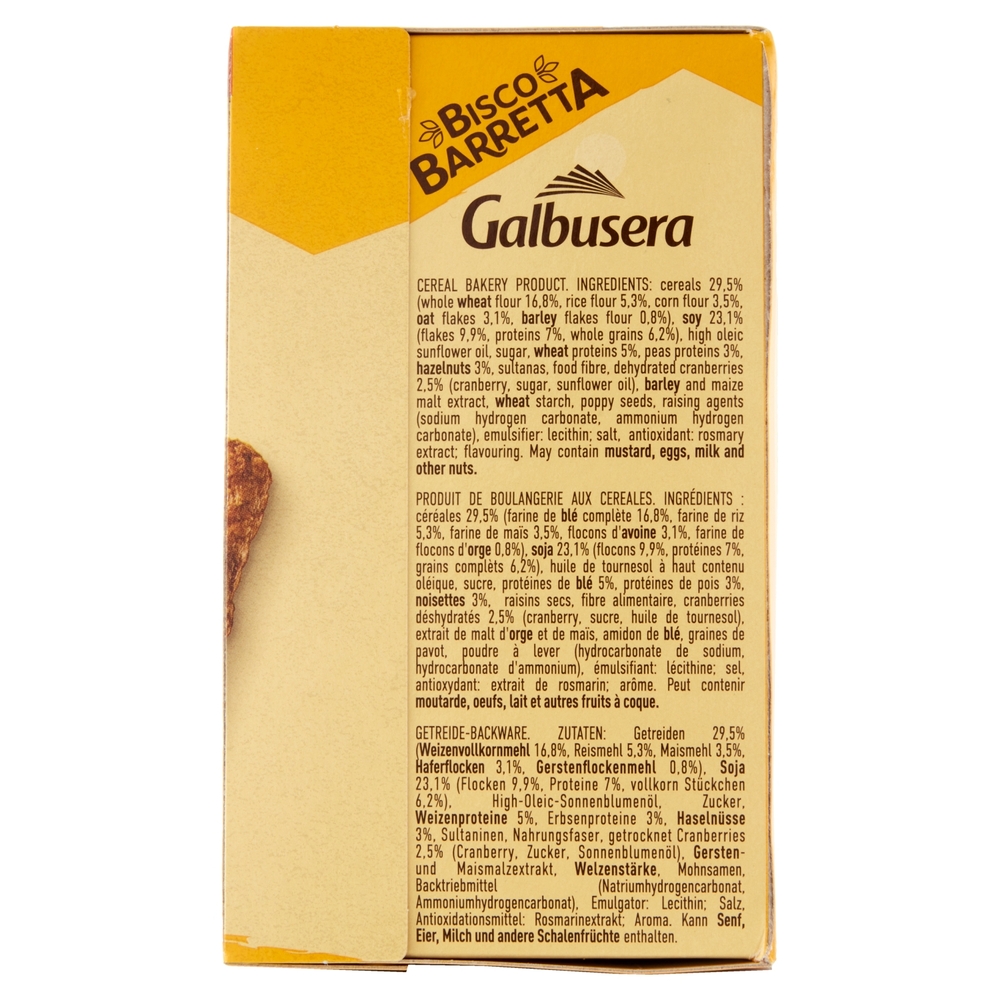 BISCO
BARRETTA
Galbusera
CEREAL BAKERY PRODUCT. INGREDIENTS: cereals 29,5%
(whole wheat flour 16,8%, rice flour 5,3%, corn flour 3,5%,
oat flakes 3,1%, barley flakes flour 0,8%), soy 23,1%
(flakes 9,9%, proteins 7%, whole grains 6,2%), high oleic
sunflower oil, sugar, wheat proteins 5%, peas proteins 3%,
hazelnuts 3%, sultanas, food fibre, dehydrated cranberries
2,5% (cranberry, sugar, sunflower oil), barley and maize
malt extract, wheat starch, poppy seeds, raising agents
(sodium hydrogen carbonate, ammonium hydrogen
carbonate), emulsifier: lecithin; salt, antioxidant: rosmary
extract; flavouring. May contain mustard, eggs, milk and
other nuts.
PRODUIT DE BOULANGERIE AUX CEREALES. INGRÉDIENTS :
céréales 29,5% (farine de blé complète 16,8%, farine de riz
5,3%, farine de maïs 3,5%, flocons d'avoine 3,1%, farine de
flocons d'orge 0,8%), soja 23,1% (flocons 9,9%, protéines 7%,
grains complèts 6,2%), huile de tournesol à haut contenu
oléique, sucre, protéines de blé 5%, protéines de pois 3%,
noisettes 3%, raisins secs, fibre alimentaire, cranberries
déshydratés 2,5% (cranberry, sucre, huile de tournesol),
extrait de malt d'orge et de maïs, amidon de blé, graines de
pavot, poudre à lever (hydrocarbonate de sodium,
hydrocarbonate d'ammonium), émulsifiant: lécithine; sel,
antioxydant: extrait de rosmarin; arôme. Peut contenir
moutarde, oeufs, lait et autres fruits à coque.
GETREIDE-BACKWARE. ZUTATEN: Getreiden 29,5%
(Weizenvollkornmehl 16,8%, Reismehl 5,3%, Maismehl 3,5%,
Haferflocken 3,1%, Gerstenflockenmehl 0,8%), Soja
23,1% (Flocken 9,9%, Proteine 7%, vollkorn Stückchen
6,2%), High-Oleic-Sonnenblumenöl, Zucker,
Weizenproteine 5%, Erbsenproteine 3%, Haselnüsse
3%, Sultaninen, Nahrungsfaser, getrocknet Cranberries
2,5% (Cranberry, Zucker, Sonnenblumenöl), Gersten-
und Maismalzextrakt, Welzenstärke, Mohnsamen,
Backtriebmittel (Natriumhydrogencarbonat,
Ammoniumhydrogencarbonat), Emulgator: Lecithin; Salz,
Antioxidationsmittel: Rosmarinextrakt; Aroma. Kann Senf,
Eier, Milch und andere Schalenfrüchte enthalten.